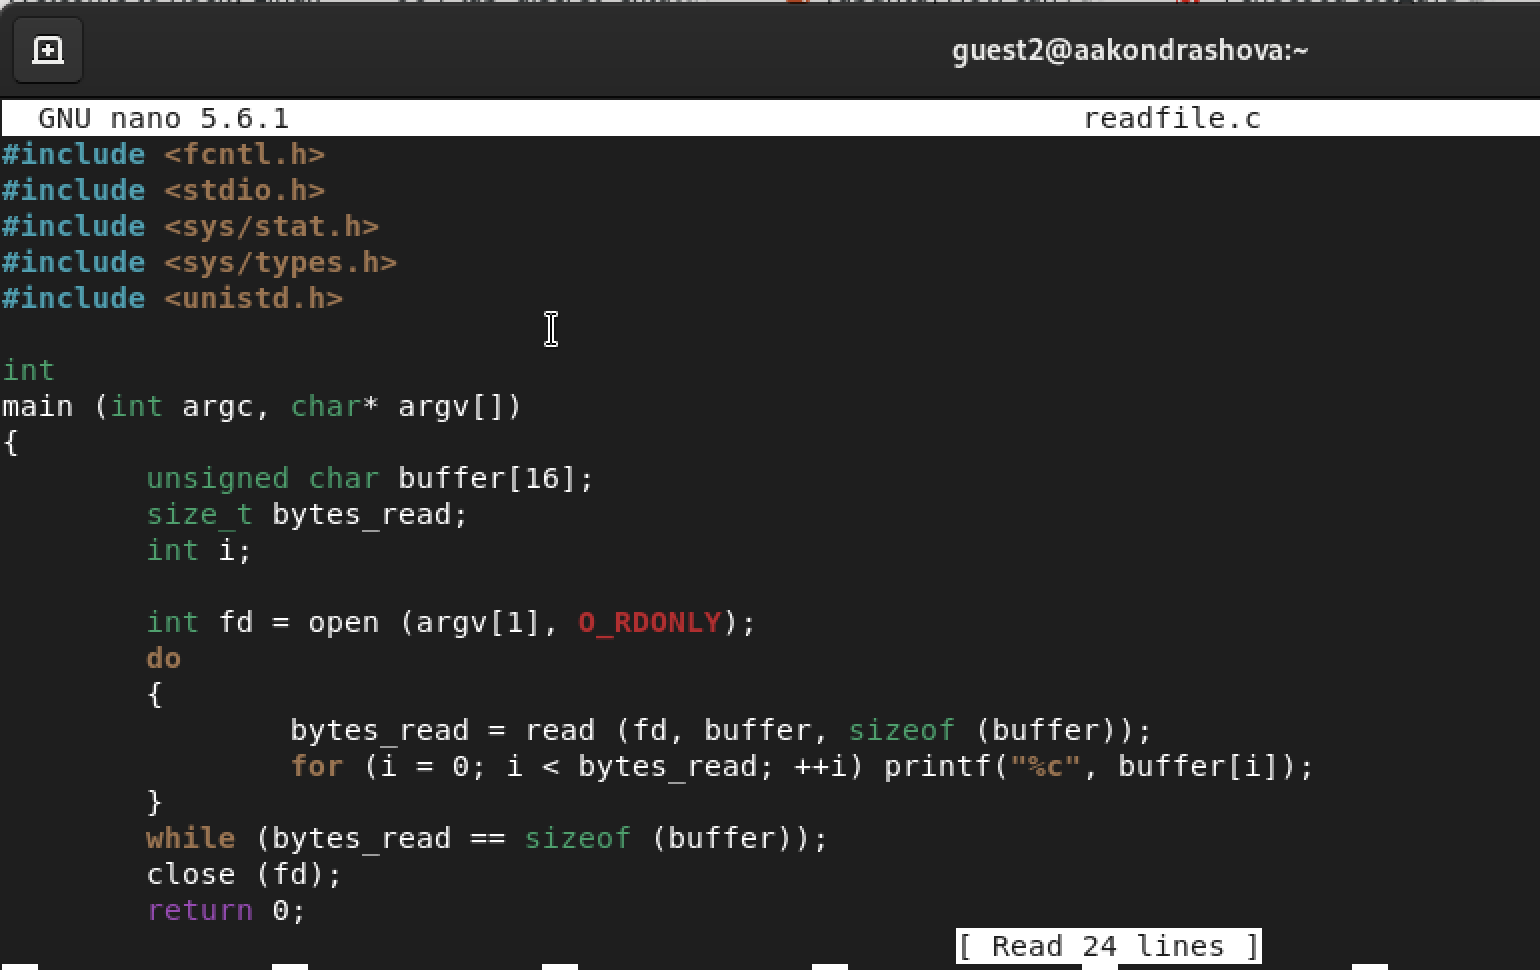 guest2@aakondrashova:~
GNU nano 5.6.1 readfile.c
#include <fcntl.h>
#include <stdio.h>
#include <sys/stat.h>
#include <sys/types.h>
#include <unistd.h>
int
main (int argc, char* argv[])
{
unsigned char buffer[16];
size_t bytes_read;
int i;
int fd = open (argv[1], O_RDONLY);
do
{
bytes_read = read (fd, buffer, sizeof (buffer));
for (i = 0; i < bytes_read; ++i) printf("%c", buffer[i]);
}
while (bytes_read == sizeof (buffer));
close (fd);
return 0;
[ Read 24 lines ]